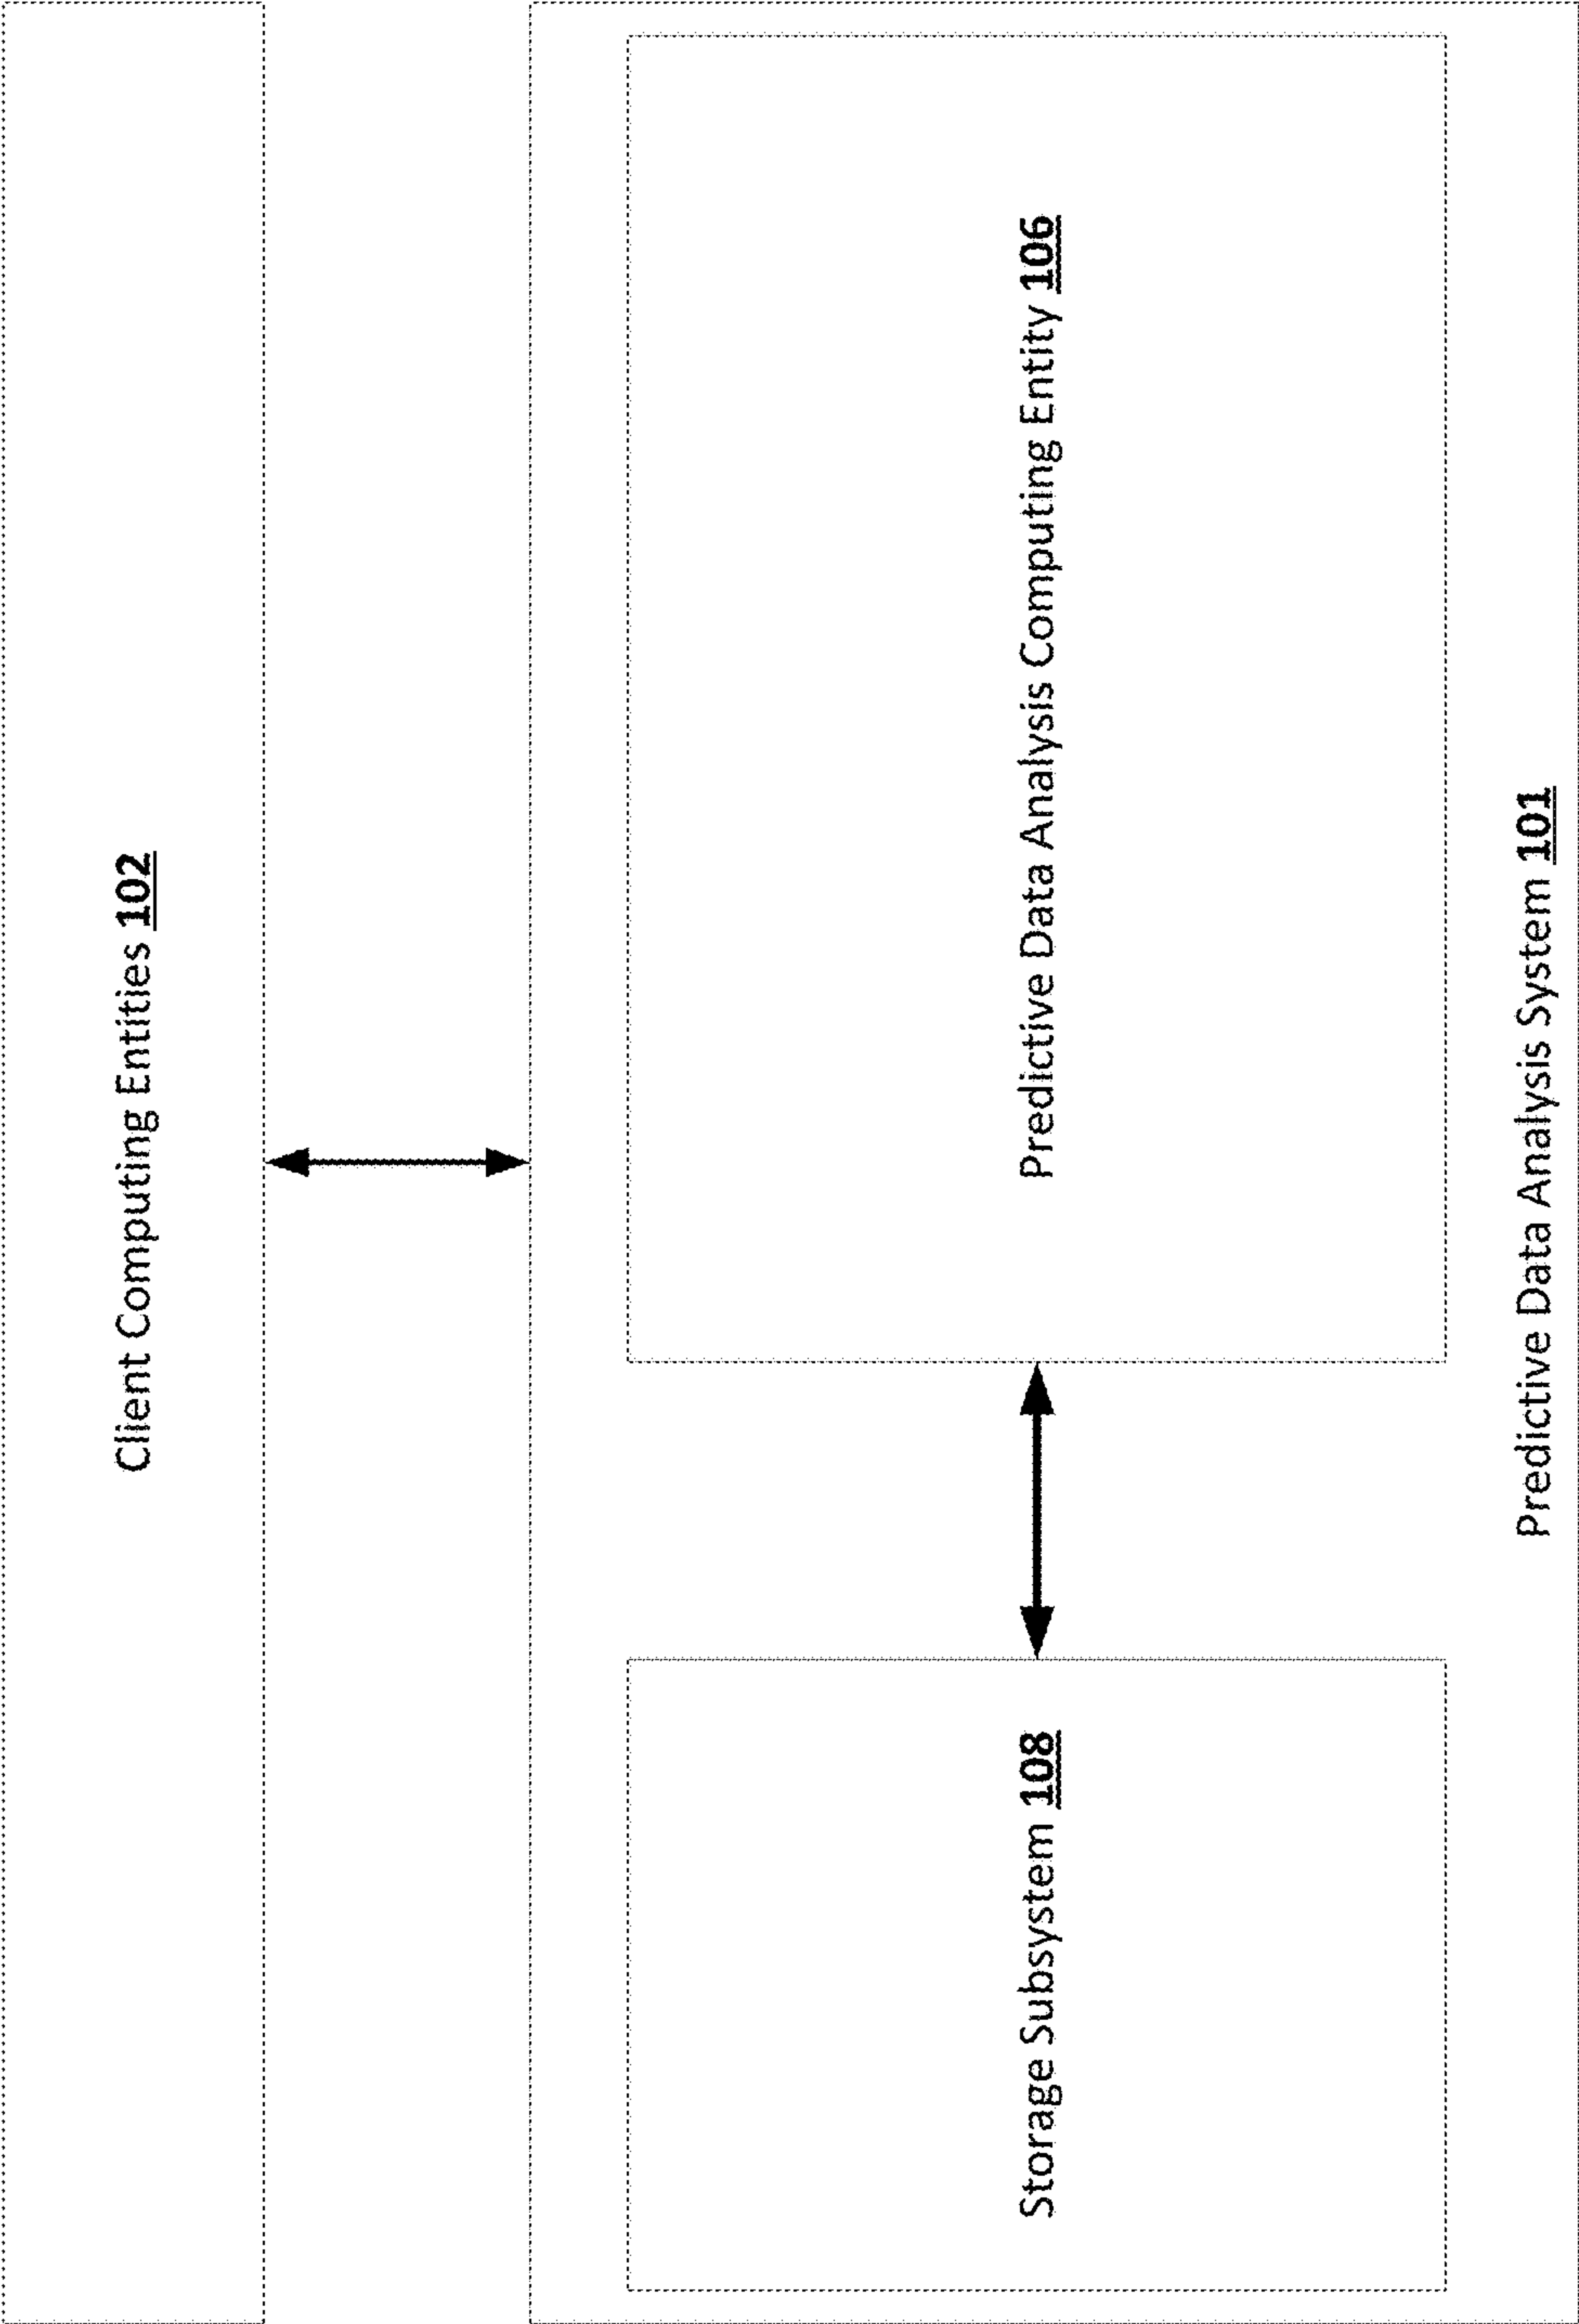 Client Computing Entities 102
Storage Subsystem 108
Predictive Data Analysis Computing Entity 106
Predictive Data Analysis System 101